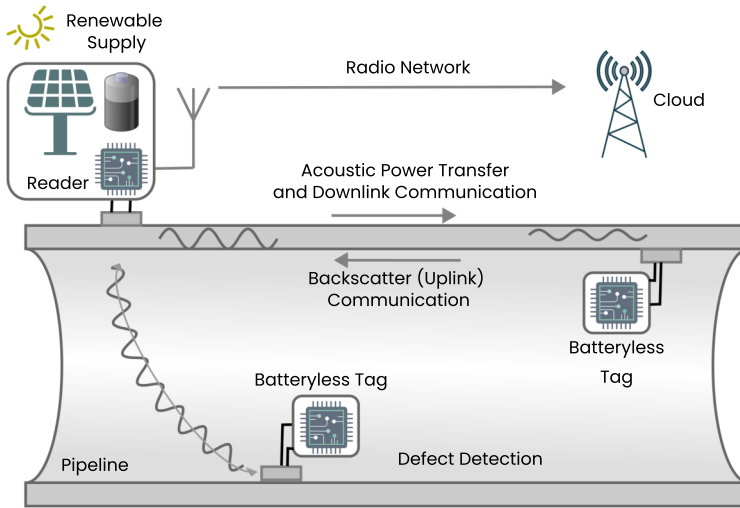 Renewable
Supply
Radio Network
Cloud
Reader
Acoustic Power Transfer
and Downlink Communication
Backscatter (Uplink)
Communication
Batteryless
Tag
Batteryless Tag
Pipeline
Defect Detection